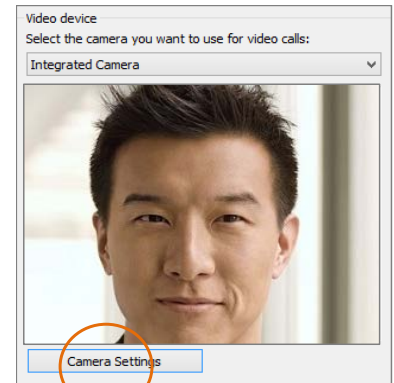 Video device
Select the camera you want to use for video calls:
Integrated Camera
Camera Settings